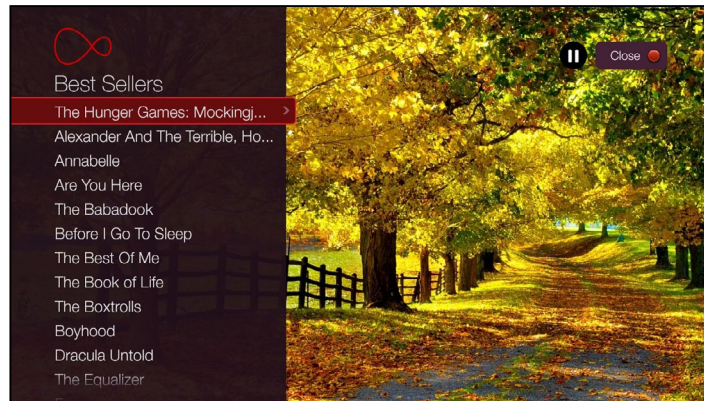 Best Sellers
The Hunger Games: Mockingj...
Alexander And The Terrible, Ho...
Annabelle
Are You Here
The Babadook
Before I Go To Sleep
The Best Of Me
The Book of Life
The Boxtrolls
Boyhood
Dracula Untold
The Equalizer
Close